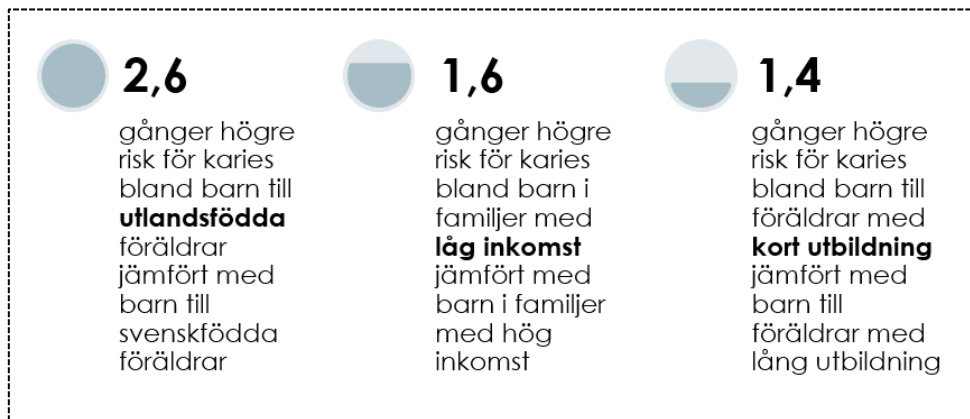 2,6
gånger högre
risk för karies
bland barn till
utlandsfödda
föräldrar
jämfört med
barn till
svenskfödda
föräldrar
1,6
gånger högre
risk för karies
bland barn i
familjer med
låg inkomst
jämfört med
barn i familjer
med hög
inkomst
1,4
gånger högre
risk för karies
bland barn till
föräldrar med
kort utbildning
jämfört med
barn till
föräldrar med
lång utbildning